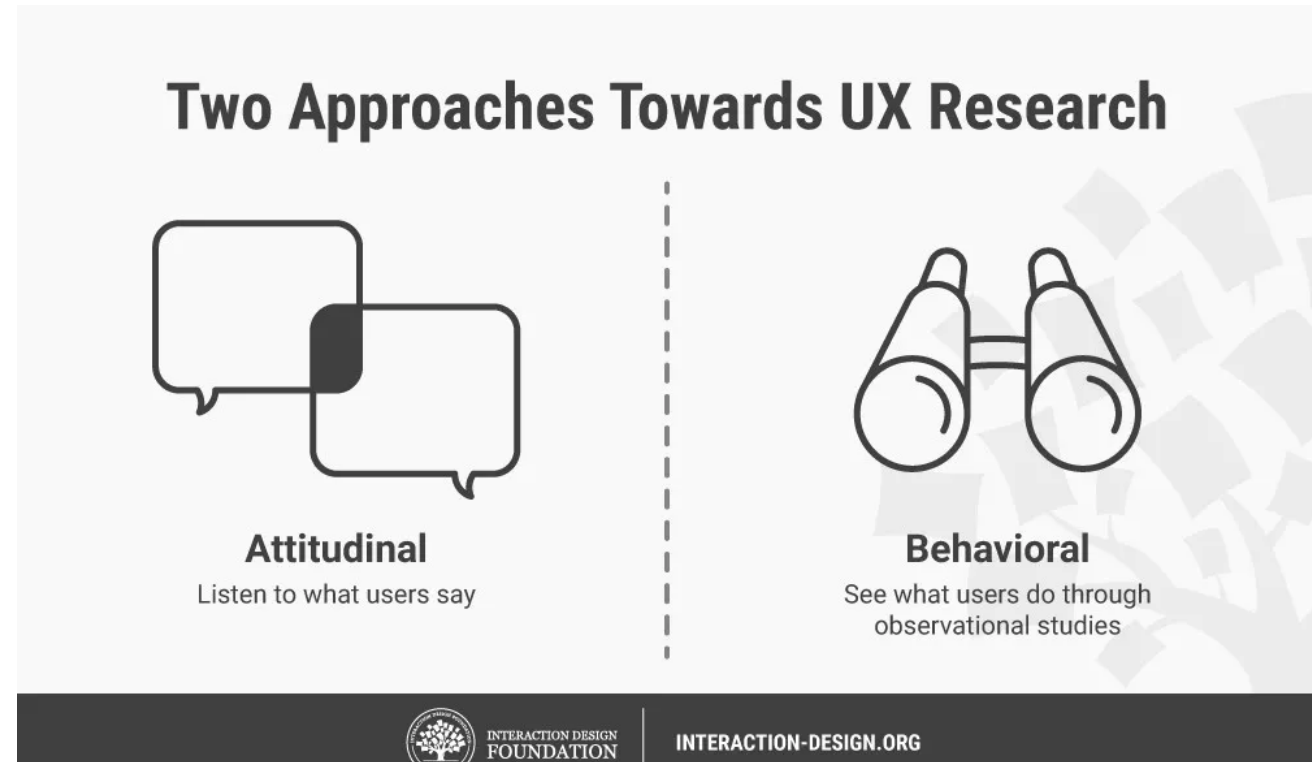 Two Approaches Towards UX Research
Attitudinal
Listen to what users say
Behavioral
See what users do through
observational studies
INTERACTION DESIGN
FOUNDATION
INTERACTION-DESIGN.ORG